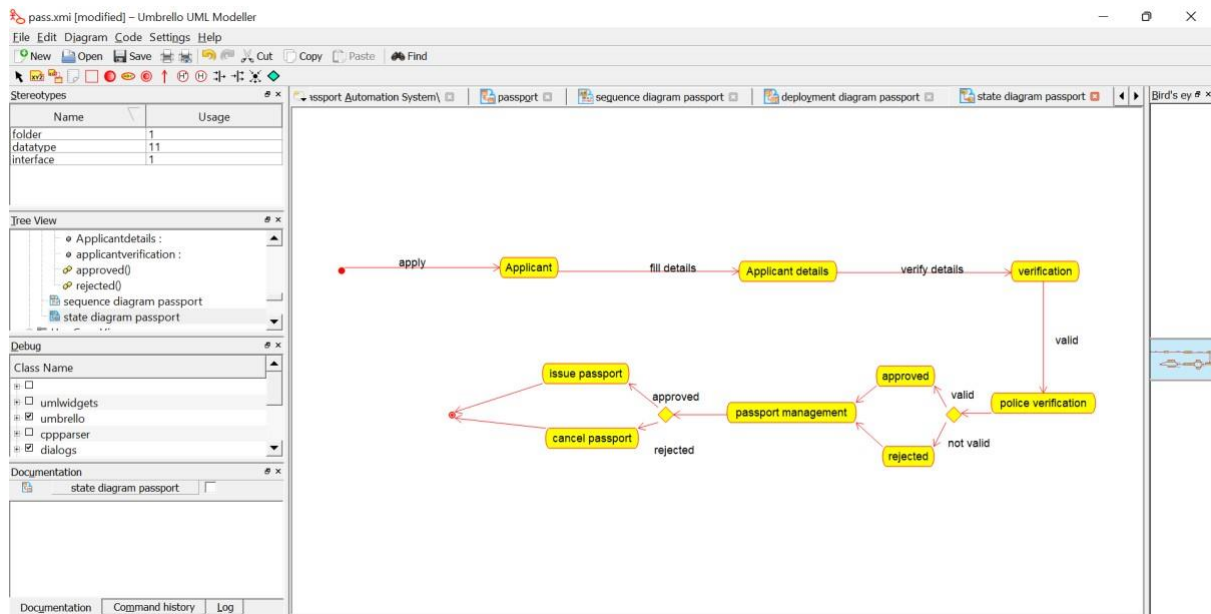 pass.xmi [modified] – Umbrello UML Modeller
File Edit Diagram Code Settings Help
New Open Save Cut Copy Paste Find
Stereotypes
Name Usage
folder 1
datatype 11
interface 1
Tree View
Applicantdetails :
applicantverification :
approved()
rejected()
sequence diagram passport
state diagram passport
Debug
Class Name
umlwidgets
umbrello
cppparser
dialogs
Documentation
state diagram passport
Documentation Command history Log
ssport Automation System\ passport sequence diagram passport deployment diagram passport state diagram passport
Bird's ey
apply Applicant fill details Applicant details verify details verification
valid
issue passport approved passport management approved valid police verification
cancel passport rejected rejected not valid